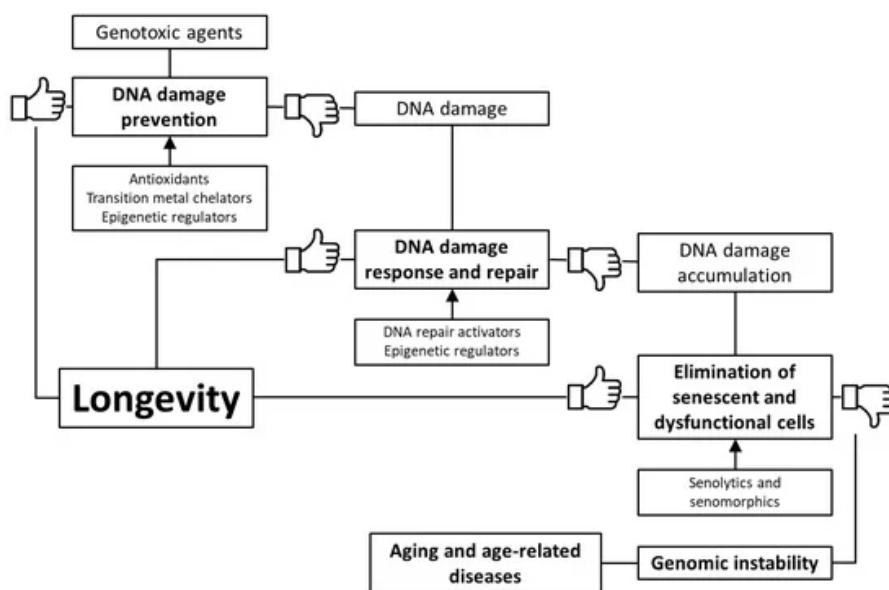 Genotoxic agents
DNA damage
prevention
DNA damage
Antioxidants
Transition metal chelators
Epigenetic regulators
DNA damage
response and repair
DNA damage
accumulation
DNA repair activators
Epigenetic regulators
Longevity
Elimination of
senescent and
dysfunctional cells
Senolytics and
senomorphics
Aging and age-related
diseases
Genomic instability